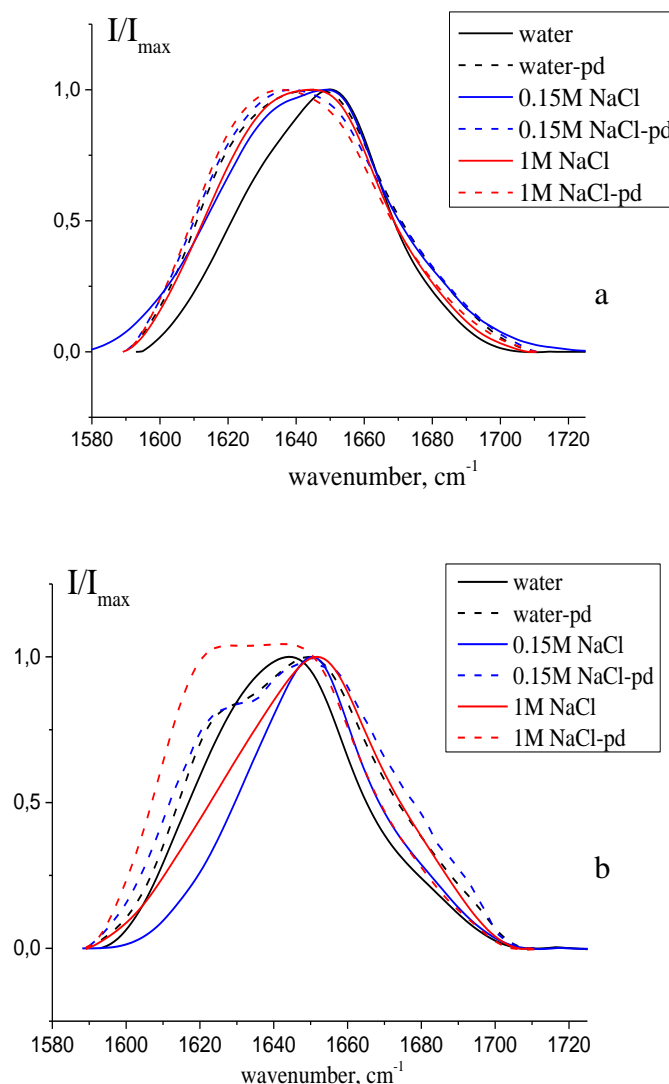 I/Imax
water
water-pd
0.15M NaCl
0.15M NaCl-pd
1M NaCl
1M NaCl-pd
1,0
0,5
0,0
a
1580 1600 1620 1640 1660 1680 1700 1720
wavenumber, cm-1
I/Imax
water
water-pd
0.15M NaCl
0.15M NaCl-pd
1M NaCl
1M NaCl-pd
1,0
0,5
0,0
b
1580 1600 1620 1640 1660 1680 1700 1720
wavenumber, cm-1